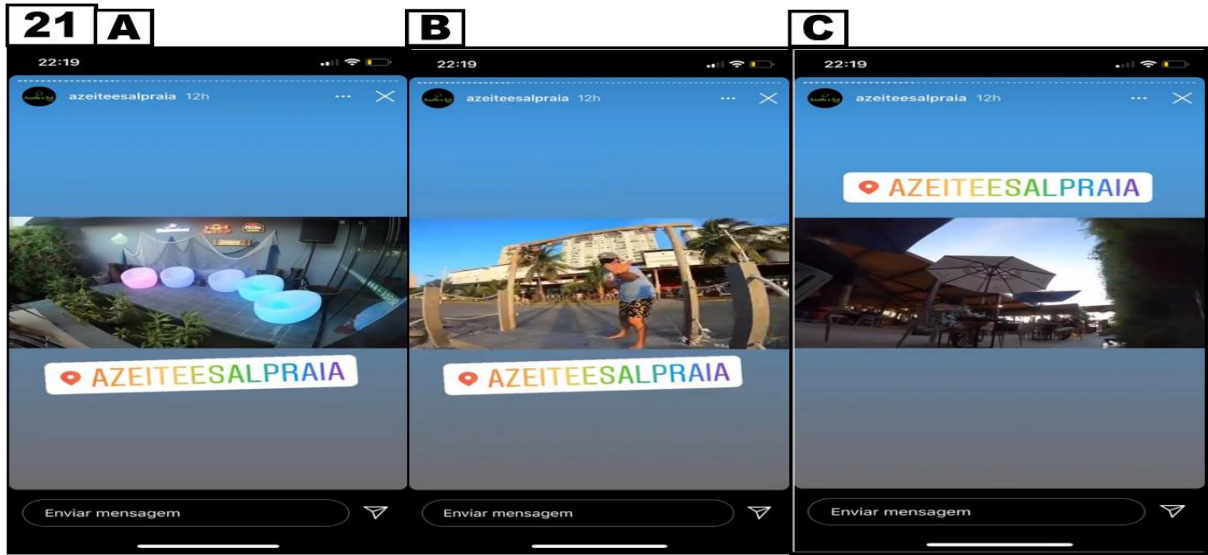 21 A B C
22:19 22:19 22:19
azeiteesalpraia 12h azeiteesalpraia 12h azeiteesalpraia 12h
AZEITEESALPRAIA
AZEITEESALPRAIA AZEITEESALPRAIA
Enviar mensagem Enviar mensagem Enviar mensagem